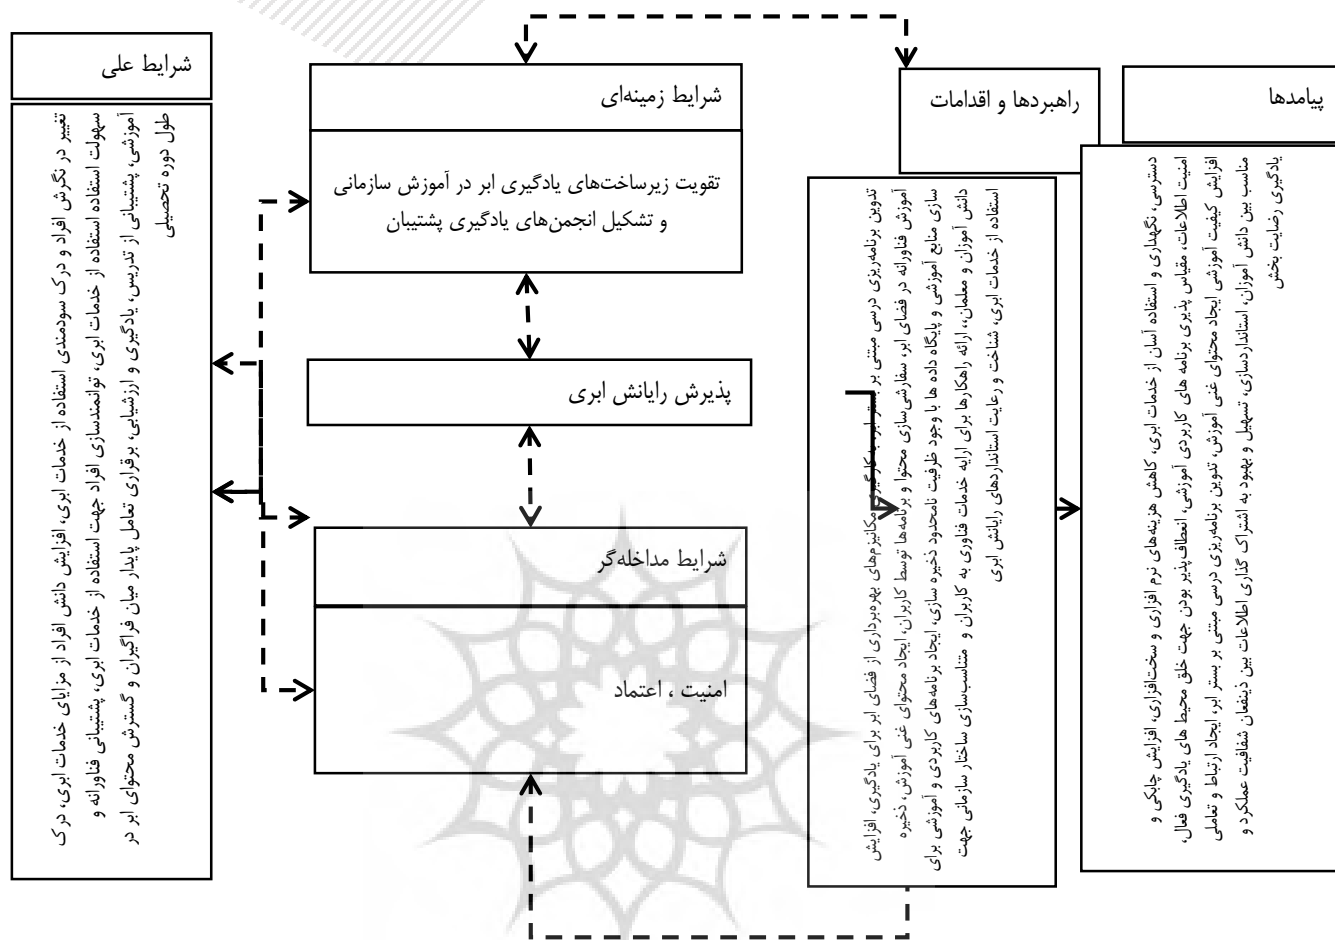 شرایط علی
تغییر در نگرش افراد و درک سودمندی استفاده از خدمات ابری، افزایش دانش افراد از مزایای خدمات ابری، درک
سهولت استفاده استفاده از خدمات ابری، توانمندسازی افراد جهت استفاده از خدمات ابری، پشتیبانی فناورانه و
آموزشی، پشتیبانی از تدریس، یادگیری و ارزشیابی، برقراری تعامل پایدار میان فراگیران و گسترش محتوای ابر در
طول دوره تحصیلی
شرایط زمینه‌ای
تقویت زیرساخت‌های یادگیری ابر در آموزش سازمانی
و تشکیل انجمن‌های یادگیری پشتیبان
پذیرش رایانش ابری
شرایط مداخله‌گر
امنیت ، اعتماد
راهبردها و اقدامات
تدوین برنامه‌ریزی درسی مبتنی بر بستر ابر، به کارگیری مکانیزم‌های بهره‌برداری از فضای ابر برای یادگیری، افزایش
آموزش فناورانه در فضای ابر، سفارشی‌سازی محتوا و برنامه‌ها توسط کاربران، ایجاد محتوای غنی آموزش، ذخیره
سازی منابع آموزشی و پایگاه داده ها با وجود ظرفیت نامحدود ذخیره سازی، ایجاد برنامه‌های کاربردی و آموزشی برای
دانش آموزان و معلمان،، ارائه راهکارها برای ارایه خدمات فناوری به کاربران و متناسب‌سازی ساختار سازمانی جهت
استفاده از خدمات ابری، شناخت و رعایت استانداردهای رایانش ابری
پیامدها
دسترسی، نگهداری و استفاده آسان از خدمات ابری، کاهش هزینه‌های نرم افزاری و سخت‌افزاری، افزایش چابکی و
امنیت اطلاعات، مقیاس پذیری برنامه های کاربردی آموزشی، انعطاف‌پذیر بودن جهت خلق محیط های یادگیری فعال،
افزایش کیفیت آموزشی ایجاد محتوای غنی آموزش، تدوین برنامه‌ریزی درسی مبتنی بر بستر ابر، ایجاد ارتباط و تعاملی
مناسب بین دانش آموزان، استانداردسازی، تسهیل و بهبود به اشتراک گذاری اطلاعات بین ذینفعان شفافیت عملکرد و
یادگیری رضایت بخش